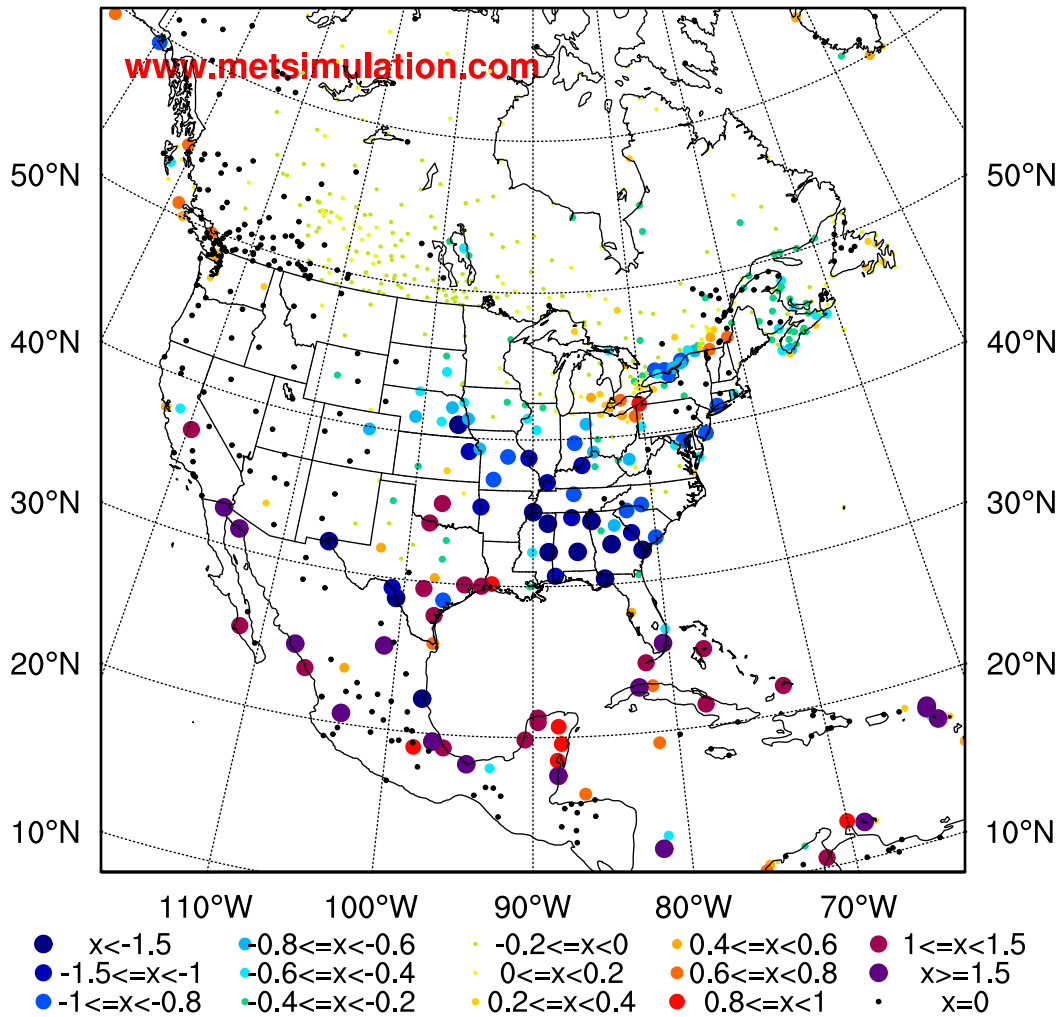 www.metsimulation.com
50°N 50°N
40°N 40°N
30°N 30°N
20°N 20°N
10°N 10°N
110°W 100°W 90°W 80°W 70°W
x<-1.5 -0.8<=x<-0.6 -0.2<=x<0 0.4<=x<0.6 1<=x<1.5
-1.5<=x<-1 -0.6<=x<-0.4 0<=x<0.2 0.6<=x<0.8 x>=1.5
-1<=x<-0.8 -0.4<=x<-0.2 0.2<=x<0.4 0.8<=x<1 x=0